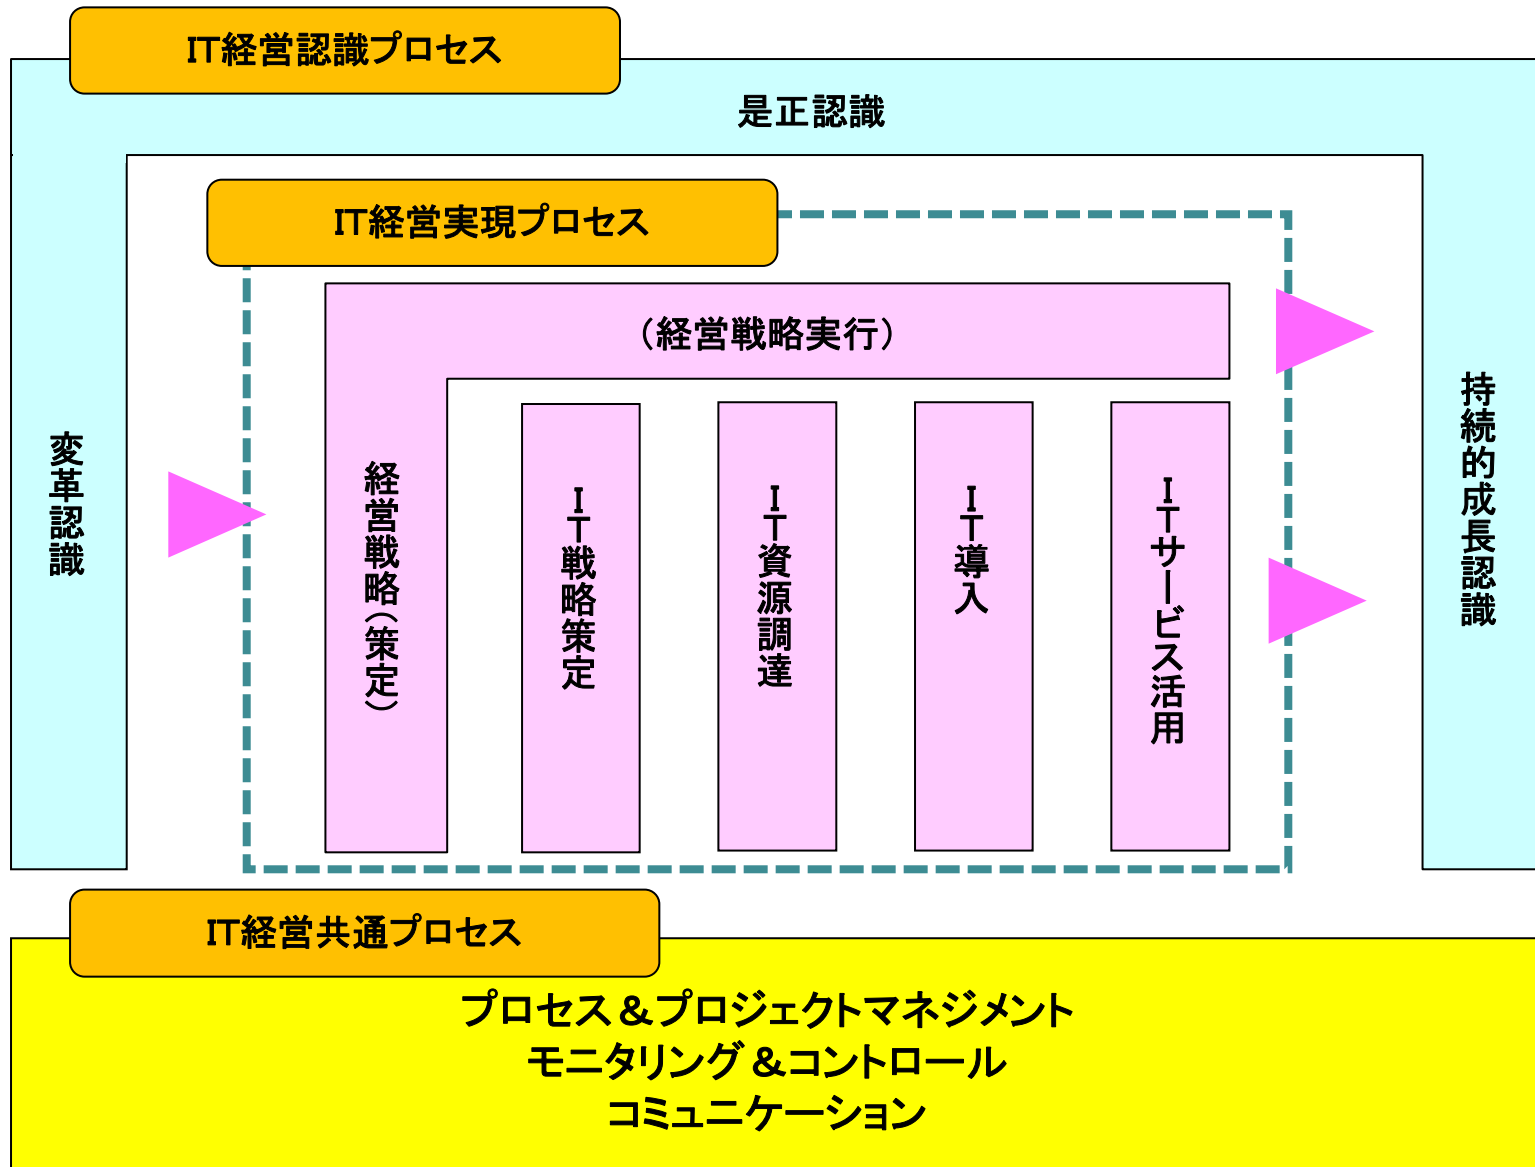 IT経営認識プロセス
是正認識
IT経営実現プロセス
（経営戦略実行）
変革認識
経営戦略（策定）
IT戦略策定
IT資源調達
IT導入
ITサービス活用
持続的成長認識
IT経営共通プロセス
プロセス＆プロジェクトマネジメント
モニタリング＆コントロール
コミュニケーション